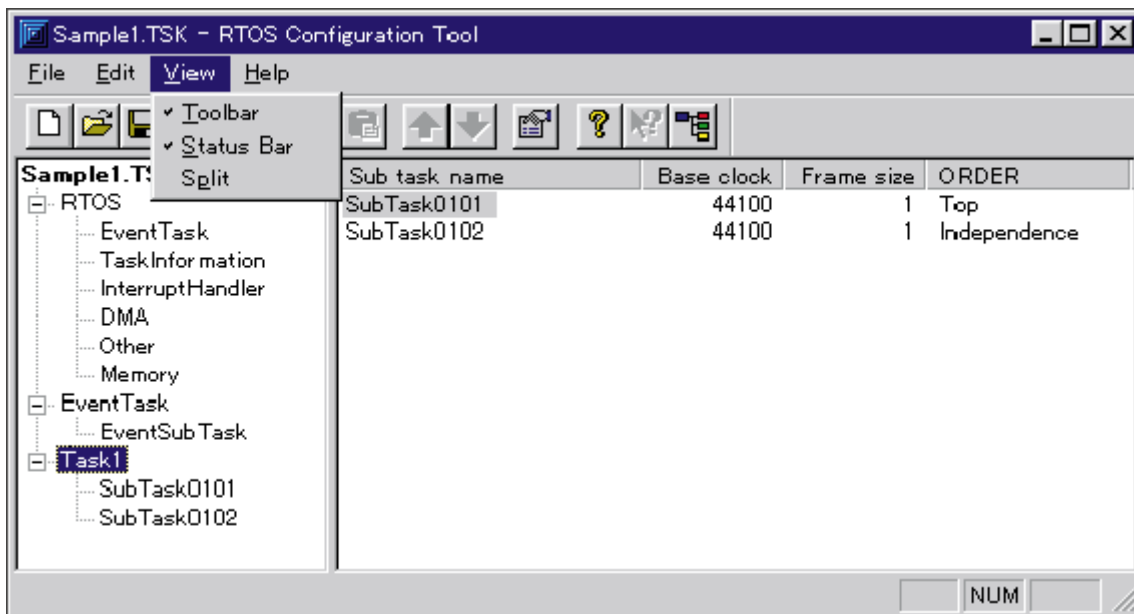 Sample1.TSK - RTOS Configuration Tool
File Edit View Help
Toolbar
Status Bar
Split
Sub task name Base clock Frame size ORDER
SubTask0101 44100 1 Top
SubTask0102 44100 1 Independence
Sample1.TS
RTOS
EventTask
TaskInformation
InterruptHandler
DMA
Other
Memory
EventTask
EventSubTask
Task1
SubTask0101
SubTask0102
NUM